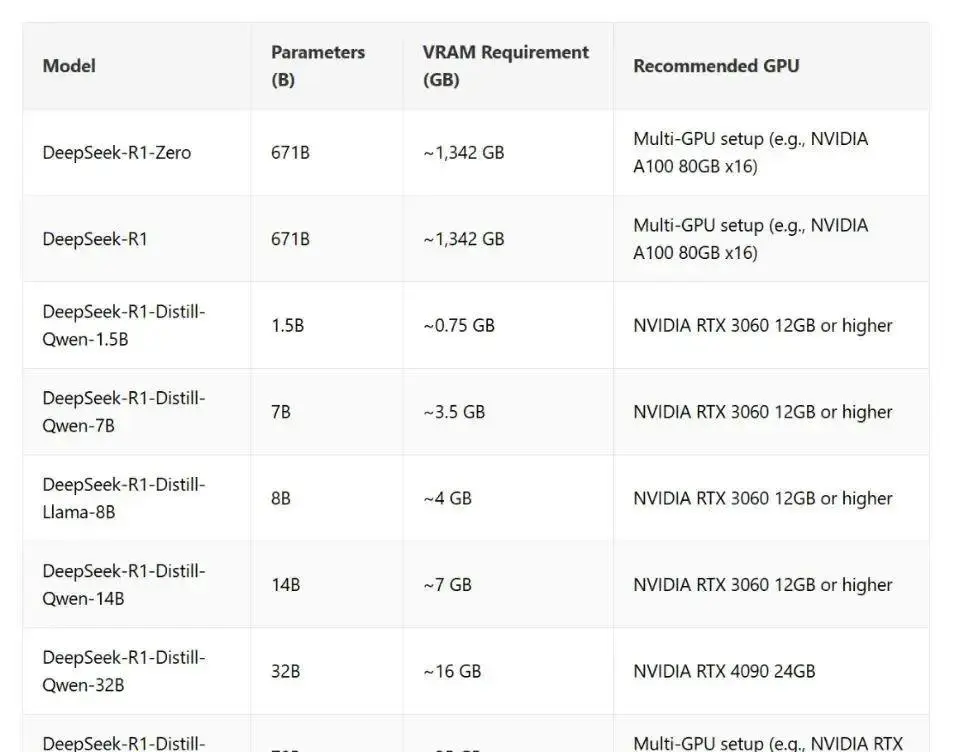 Model
Parameters
(B)
VRAM Requirement
(GB)
Recommended GPU
DeepSeek-R1-Zero
671B
~1,342 GB
Multi-GPU setup (e.g., NVIDIA
A100 80GB x16)
DeepSeek-R1
671B
~1,342 GB
Multi-GPU setup (e.g., NVIDIA
A100 80GB x16)
DeepSeek-R1-Distill-
Qwen-1.5B
1.5B
~0.75 GB
NVIDIA RTX 3060 12GB or higher
DeepSeek-R1-Distill-
Qwen-7B
7B
~3.5 GB
NVIDIA RTX 3060 12GB or higher
DeepSeek-R1-Distill-
Llama-8B
8B
~4 GB
NVIDIA RTX 3060 12GB or higher
DeepSeek-R1-Distill-
Qwen-14B
14B
~7 GB
NVIDIA RTX 3060 12GB or higher
DeepSeek-R1-Distill-
Qwen-32B
32B
~16 GB
NVIDIA RTX 4090 24GB
DeepSeek-R1-Distill-
Multi-GPU setup (e.g., NVIDIA RTX